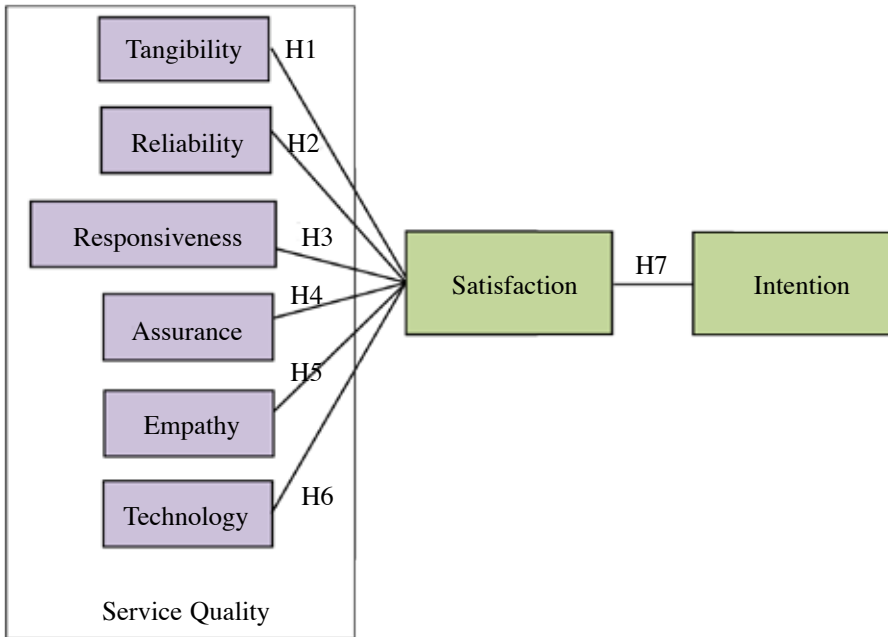 Tangibility
H1
Reliability
H2
Responsiveness
H3
Assurance
H4
Empathy
H5
Technology
H6
Service Quality
Satisfaction
H7
Intention